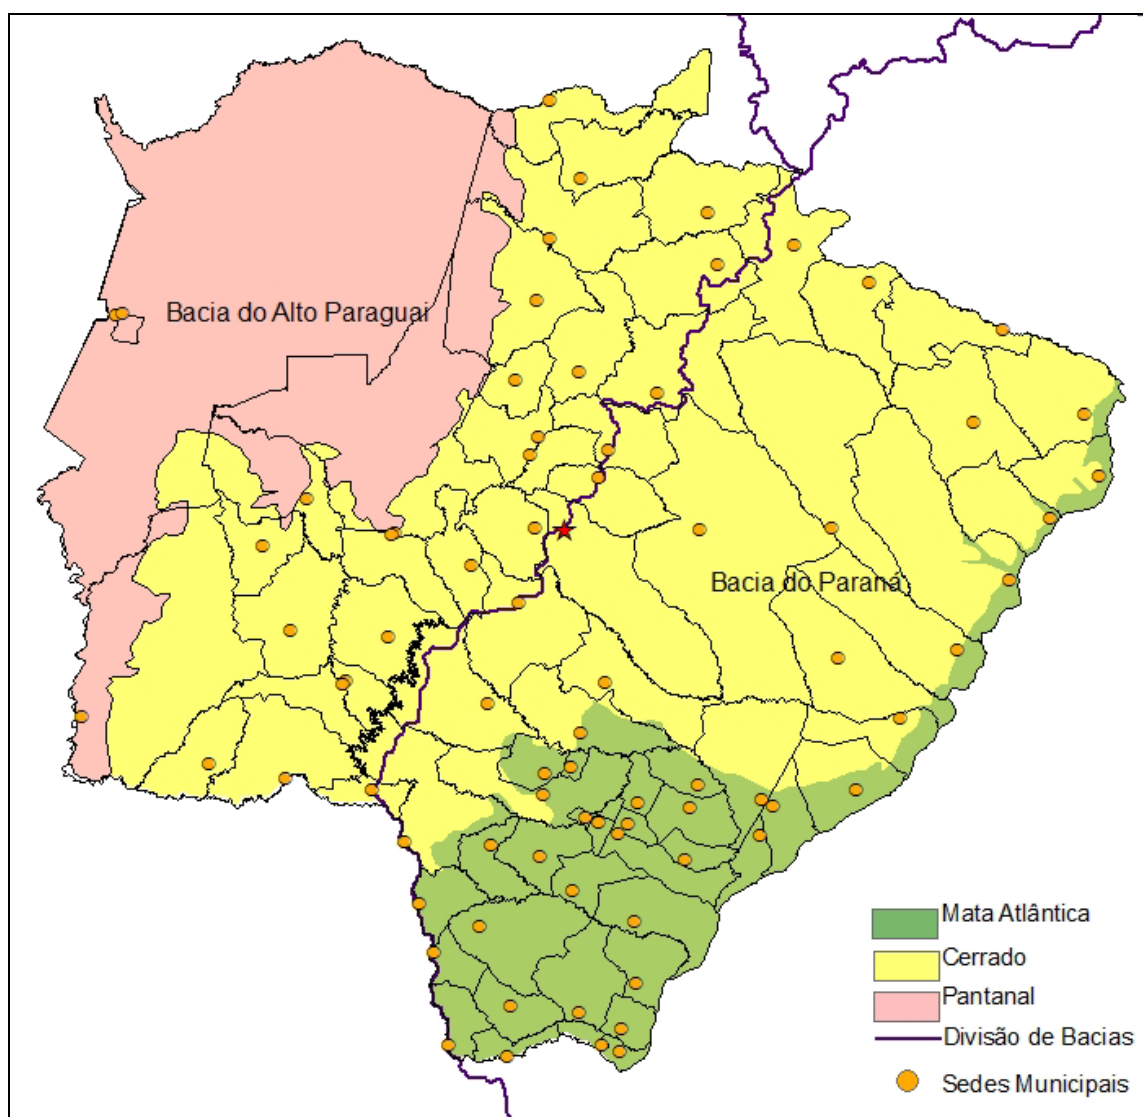 Bacia do Alto Paraguai
Bacia do Paraná
Mata Atlântica
Cerrado
Pantanal
Divisão de Bacias
Sedes Municipais